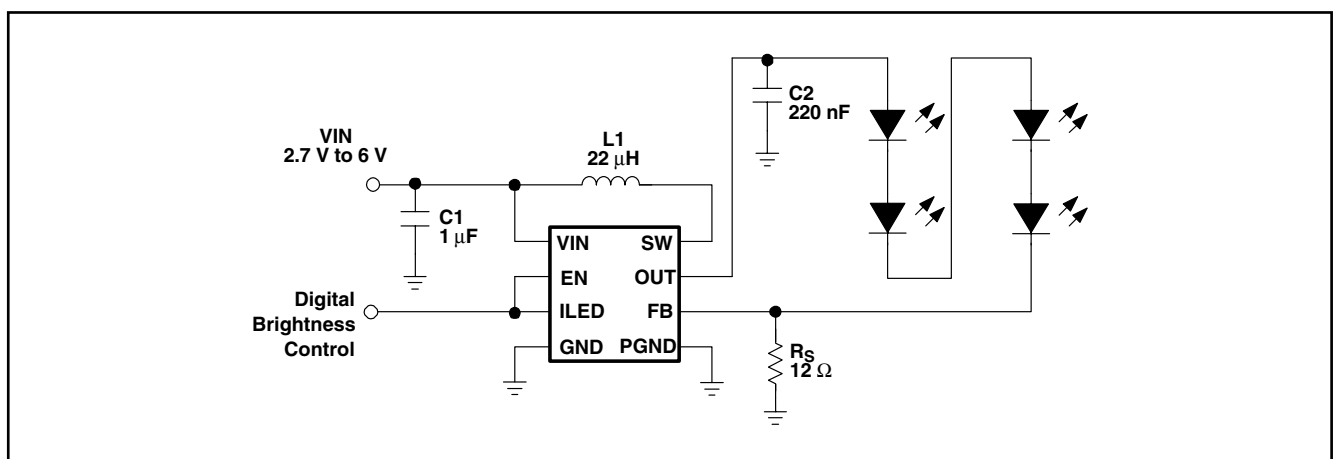 VIN
2.7 V to 6 V
C1
1 μF
L1
22 μH
C2
220 nF
VIN
SW
EN
OUT
ILED
FB
GND
PGND
Digital
Brightness
Control
RS
12 Ω